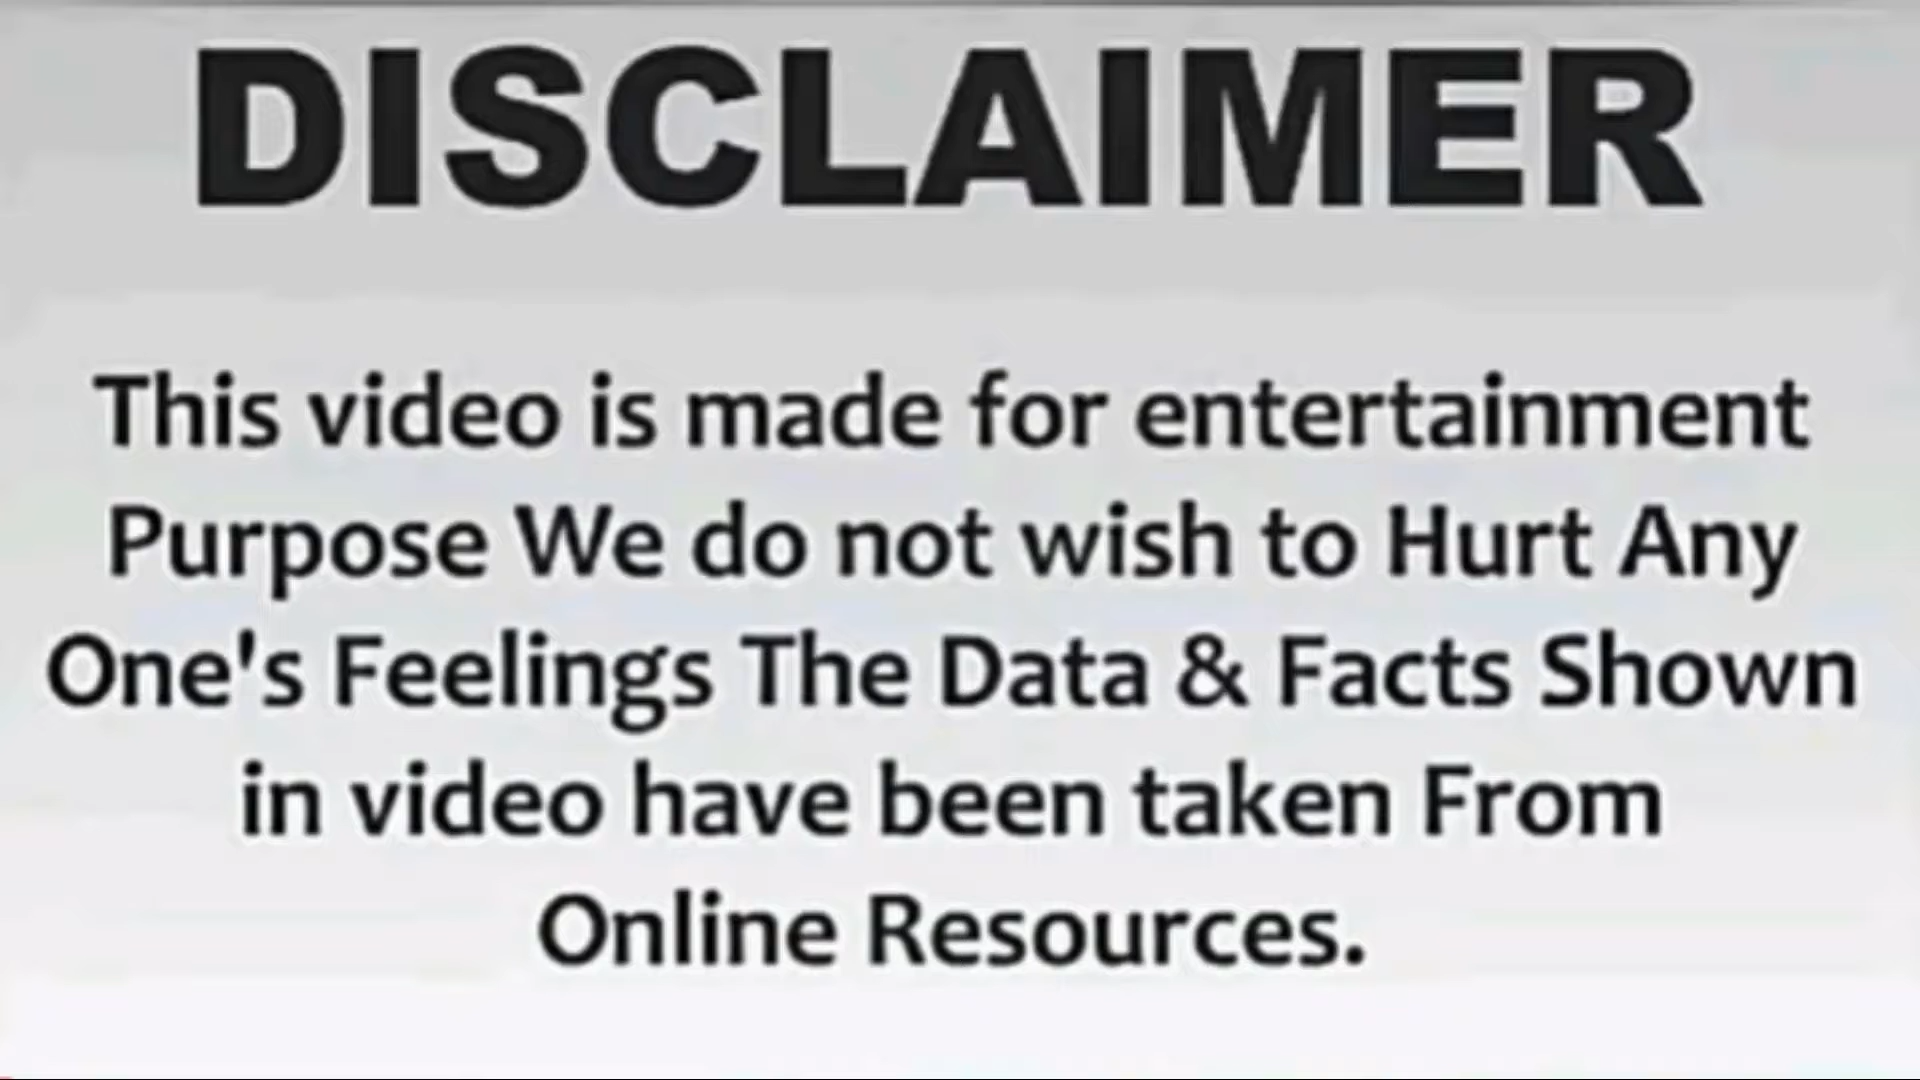 DISCLAIMER
This video is made for entertainment
Purpose We do not wish to Hurt Any
One's Feelings The Data & Facts Shown
in video have been taken From
Online Resources.